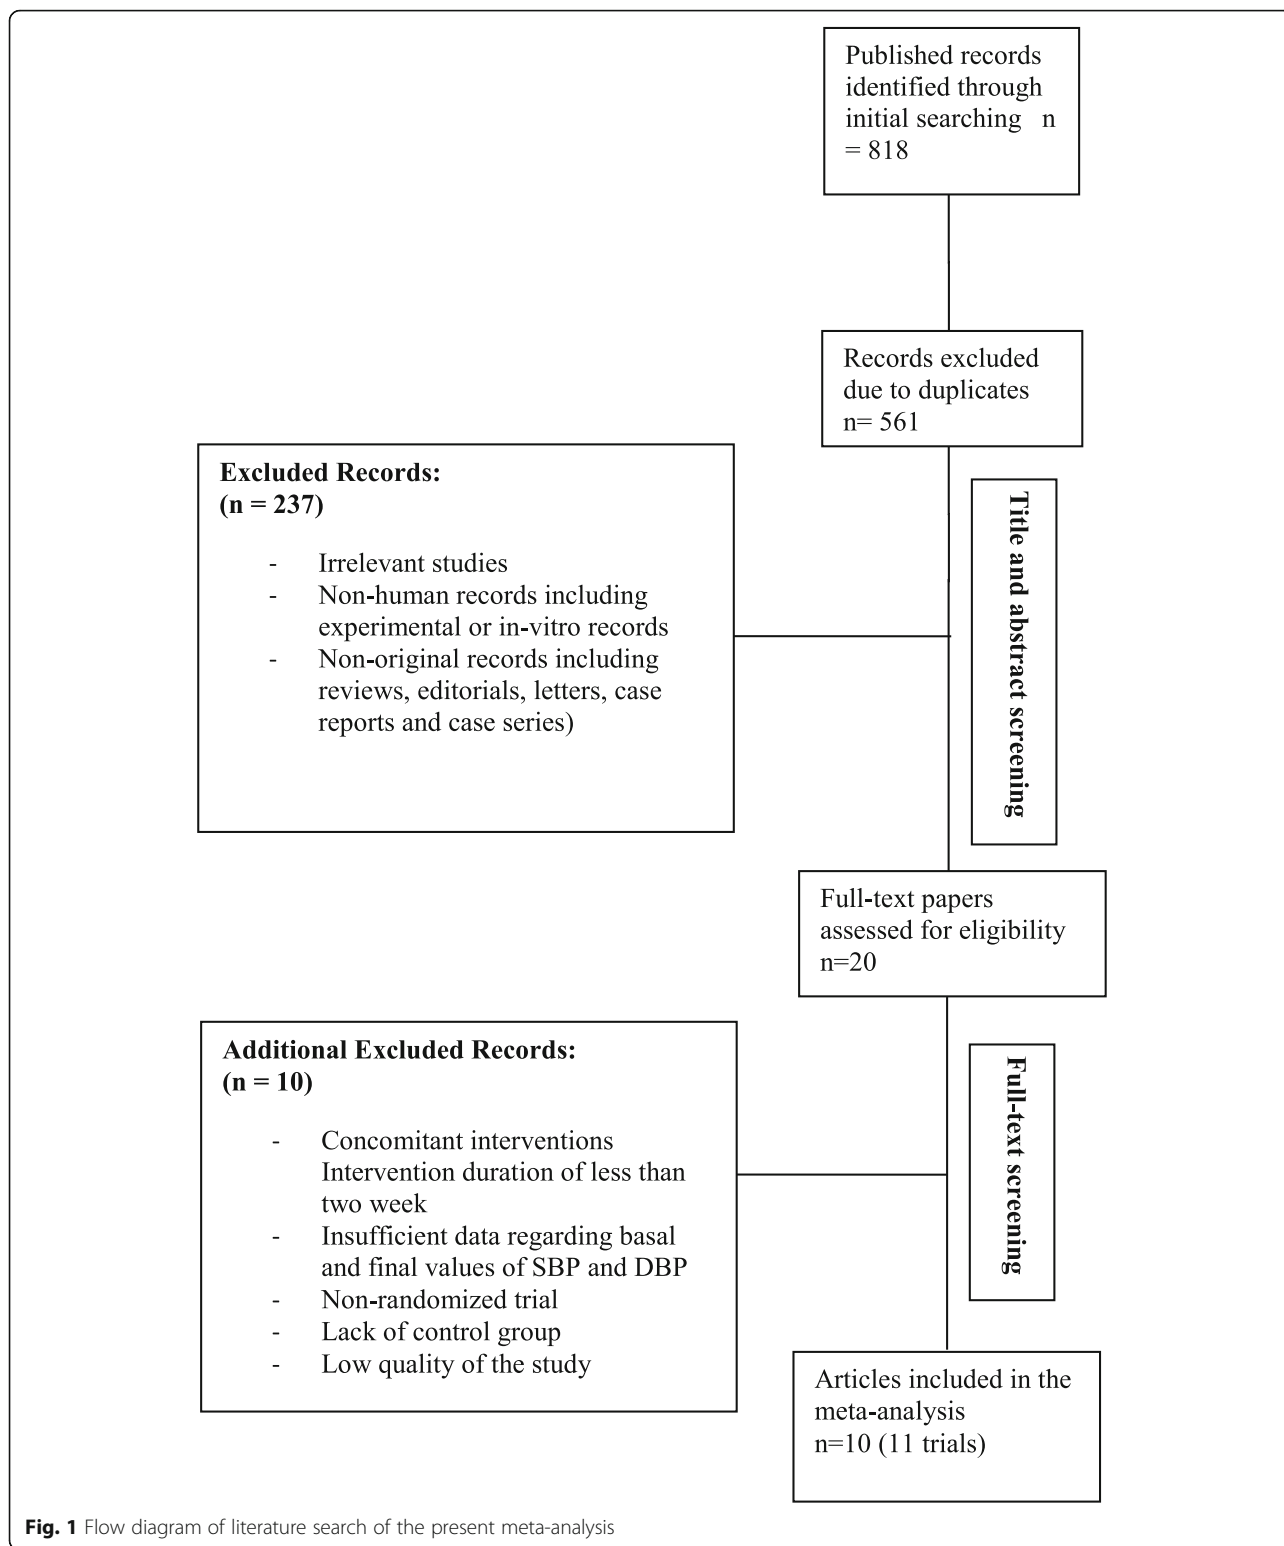 Published records
identified through
initial searching n
= 818
Records excluded
due to duplicates
n= 561
Excluded Records:
(n = 237)
- Irrelevant studies
- Non-human records including
experimental or in-vitro records
- Non-original records including
reviews, editorials, letters, case
reports and case series)
Title and abstract screening
Full-text papers
assessed for eligibility
n=20
Additional Excluded Records:
(n = 10)
- Concomitant interventions
Intervention duration of less than
two week
- Insufficient data regarding basal
and final values of SBP and DBP
- Non-randomized trial
- Lack of control group
- Low quality of the study
Full-text screening
Articles included in the
meta-analysis
n=10 (11 trials)
Fig. 1 Flow diagram of literature search of the present meta-analysis